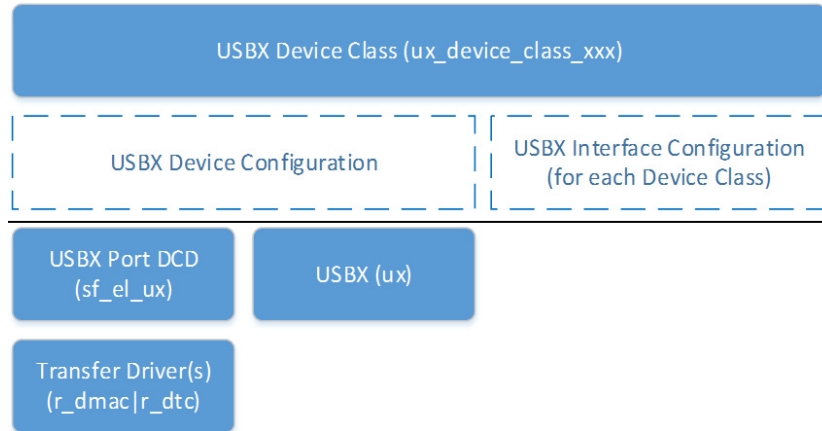 USBX Device Class (ux_device_class_xxx)
USBX Device Configuration
USBX Interface Configuration
(for each Device Class)
USBX Port DCD
(sf_el_ux)
USBX (ux)
Transfer Driver(s)
(r_dmac|r_dtc)